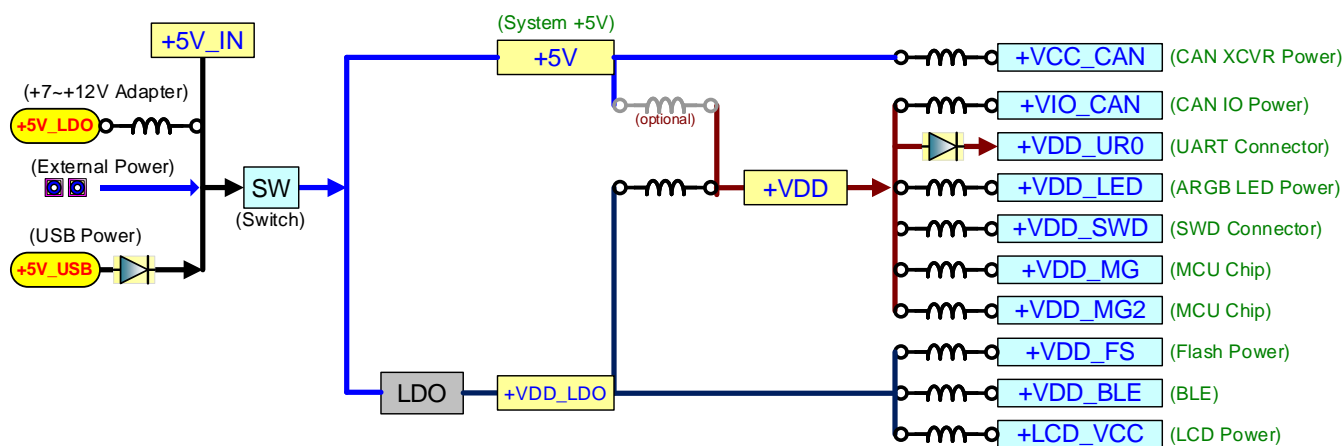 +5V_IN
(+7~+12V Adapter)
+5V_LDO
(External Power)
SW
(Switch)
(USB Power)
+5V_USB
(System +5V)
+5V
(optional)
+VDD
LDO
+VDD_LDO
+VCC_CAN (CAN XCVR Power)
+VIO_CAN (CAN IO Power)
+VDD_UR0 (UART Connector)
+VDD_LED (ARGB LED Power)
+VDD_SWD (SWD Connector)
+VDD_MG (MCU Chip)
+VDD_MG2 (MCU Chip)
+VDD_FS (Flash Power)
+VDD_BLE (BLE)
+LCD_VCC (LCD Power)